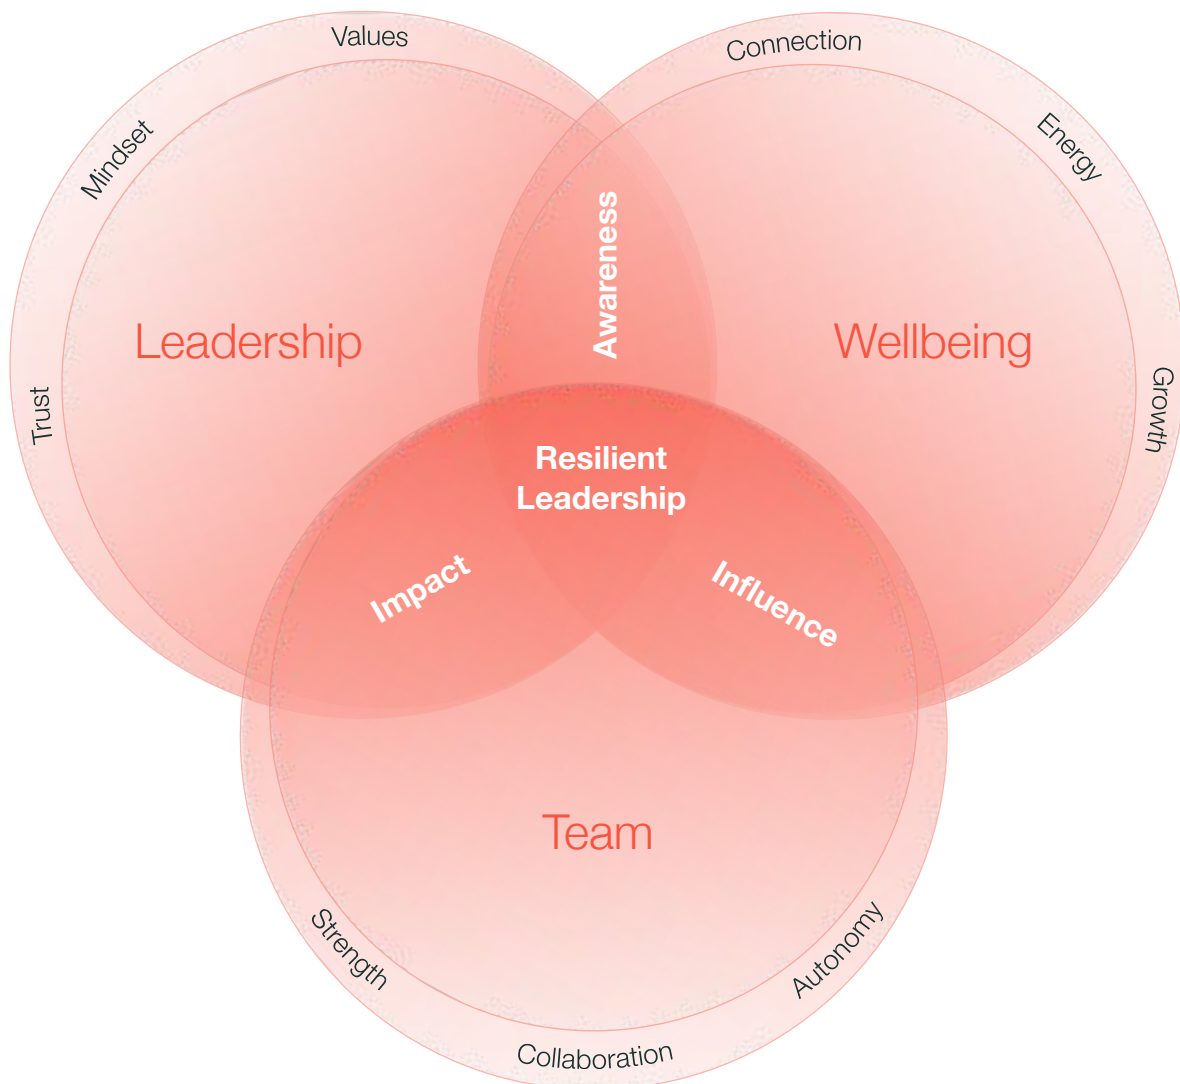 Values
Mindset
Trust
Leadership
Connection
Energy
Growth
Wellbeing
Awareness
Resilient
Leadership
Impact
Influence
Team
Strength
Collaboration
Autonomy